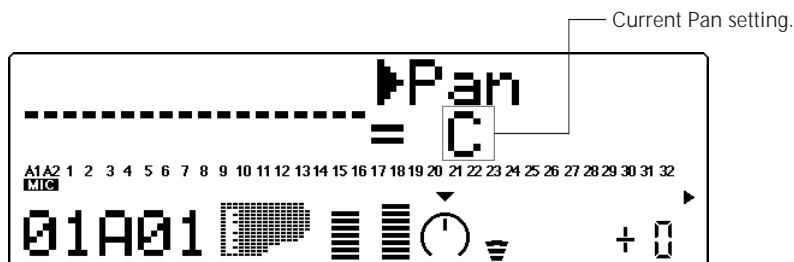 Current Pan setting.
▶Pan
------------------= C
A1 A2 1 2 3 4 5 6 7 8 9 10 11 12 13 14 15 16 17 18 19 20 21 22 23 24 25 26 27 28 29 30 31 32
MIC
01A01 + 0